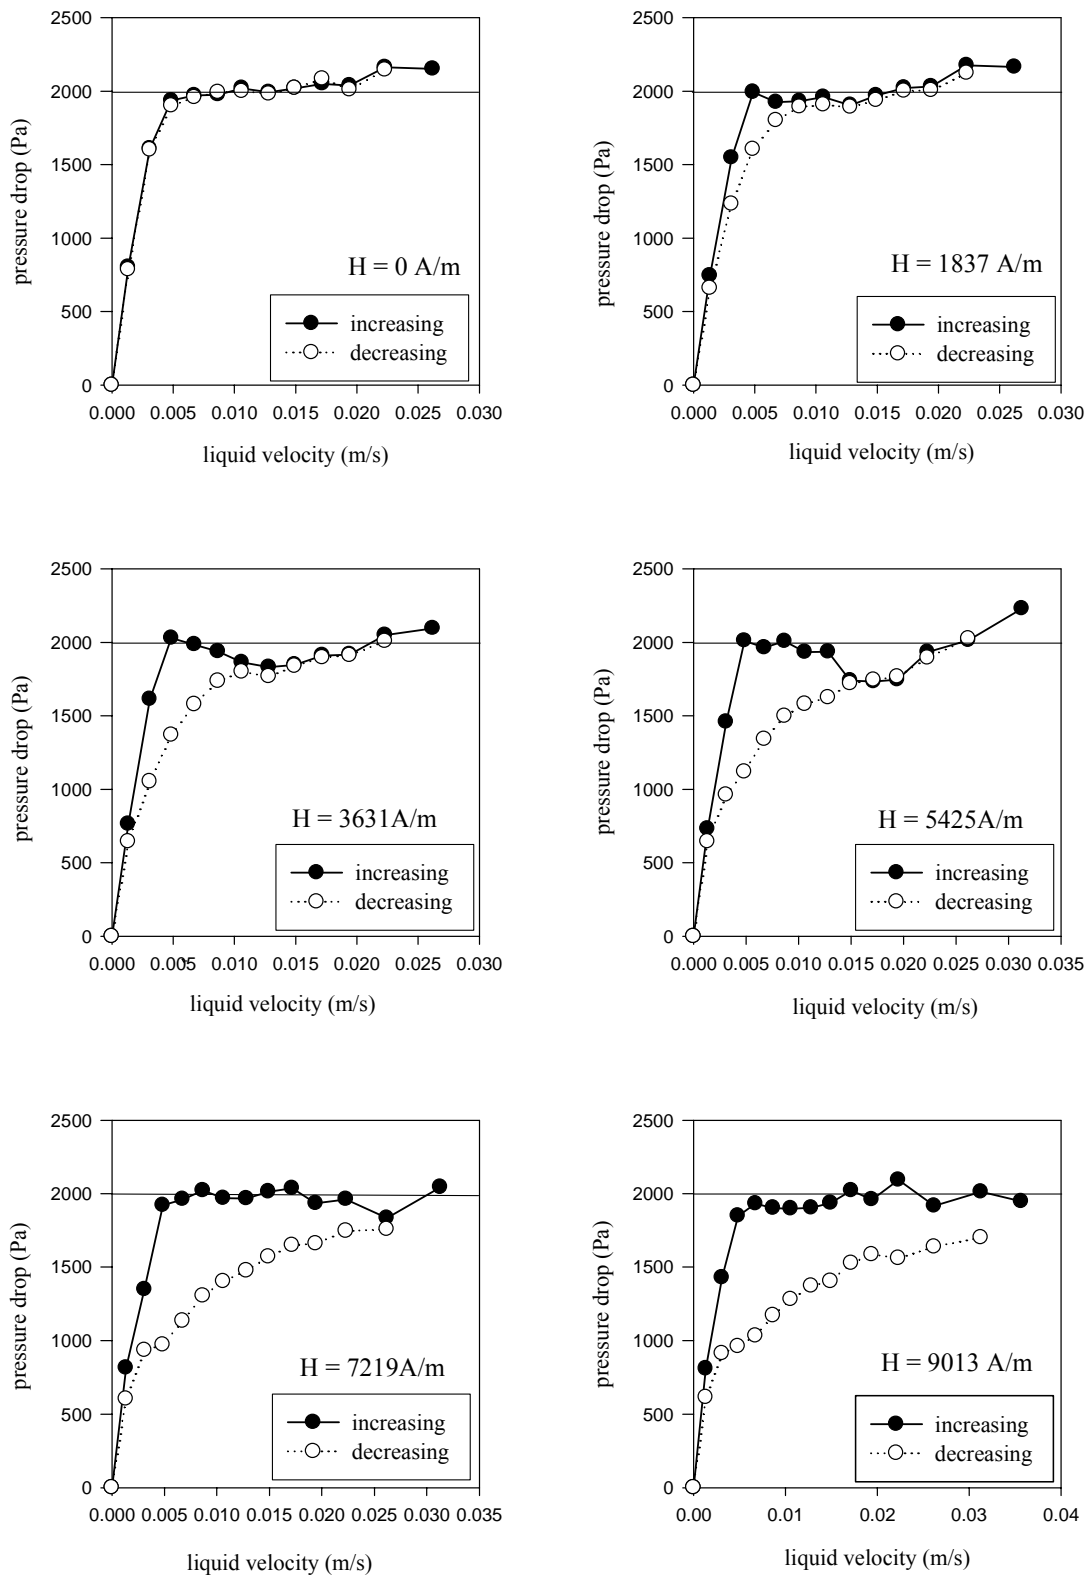 2500
2000
1500
1000
500
0
pressure drop (Pa)
H = 0 A/m
increasing
decreasing
0.000 0.005 0.010 0.015 0.020 0.025 0.030
liquid velocity (m/s)
2500
2000
1500
1000
500
0
pressure drop (Pa)
H = 1837 A/m
increasing
decreasing
0.000 0.005 0.010 0.015 0.020 0.025 0.030
liquid velocity (m/s)
2500
2000
1500
1000
500
0
pressure drop (Pa)
H = 3631A/m
increasing
decreasing
0.000 0.005 0.010 0.015 0.020 0.025 0.030
liquid velocity (m/s)
2500
2000
1500
1000
500
0
pressure drop (Pa)
H = 5425A/m
increasing
decreasing
0.000 0.005 0.010 0.015 0.020 0.025 0.030 0.035
liquid velocity (m/s)
2500
2000
1500
1000
500
0
pressure drop (Pa)
H = 7219A/m
increasing
decreasing
0.000 0.005 0.010 0.015 0.020 0.025 0.030 0.035
liquid velocity (m/s)
2500
2000
1500
1000
500
0
pressure drop (Pa)
H = 9013 A/m
increasing
decreasing
0.00 0.01 0.02 0.03 0.04
liquid velocity (m/s)